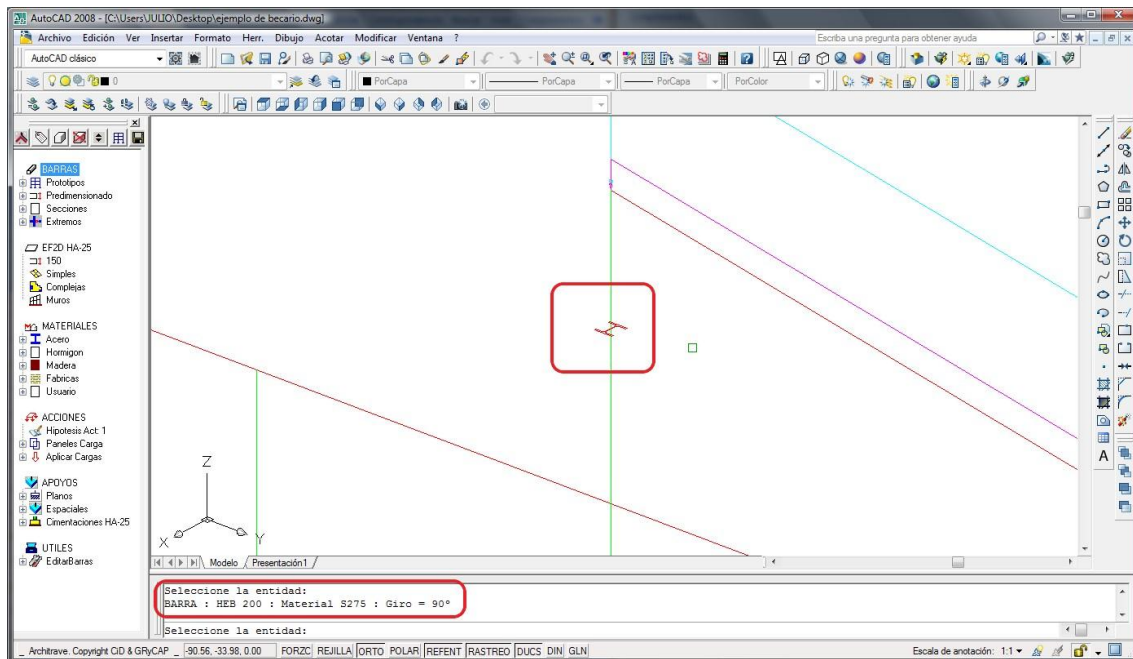 AutoCAD 2008 - [C:\Users\JULIO\Desktop\ejemplo de becario.dwg]
Archivo Edición Ver Insertar Formato Herr. Dibujo Acotar Modificar Ventana ?
Escriba una pregunta para obtener ayuda
AutoCAD clásico
0
PorCapa
PorCapa
PorCapa
PorColor
BARRAS
Prototipos
Predimensionado
Secciones
Extremos
EF2D HA-25
150
Simples
Complejas
Muros
MATERIALES
Acero
Hormigon
Madera
Fabricas
Usuario
ACCIONES
Hipotesis Act: 1
Paneles Carga
Aplicar Cargas
APOYOS
Planos
Espaciales
Cimentaciones HA-25
UTILES
EditarBarras
Z
X
Y
Modelo
Presentación1
Seleccione la entidad:
BARRA : HEB 200 : Material S275 : Giro = 90º
Seleccione la entidad:
_ Architrave. Copyright CiD & GRyCAP _ -90.56, -33.98, 0.00 FORZC REJILLA ORTO POLAR REFENT RASTREO DUCS DIN GLN
Escala de anotación: 1:1